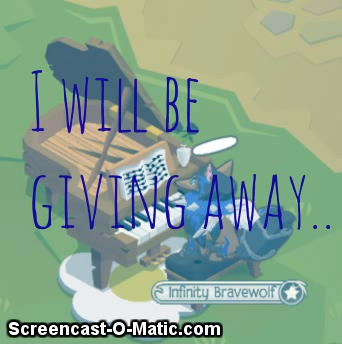 I WILL BE
GIVING AWAY..
Infinity Bravewolf
Screencast-O-Matic.com